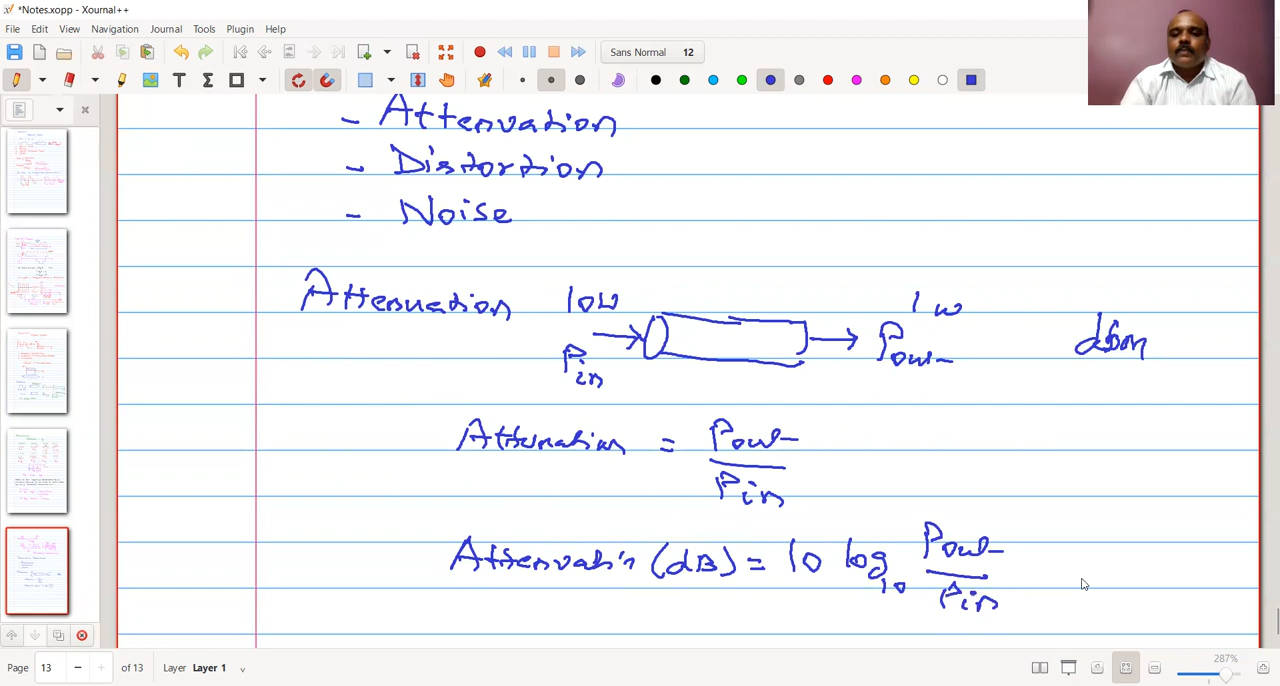 *Notes.xopp - Xournal++
File Edit View Navigation Journal Tools Plugin Help
Sans Normal 12
- Attenuation
- Distortion
- Noise
Attenuation 10W 1 W
Pin Pout
Attenuation = Pout
Pin
Attenuation (dB) = 10 log10 Pout
Pin
Page 13 of 13 Layer Layer 1 287%